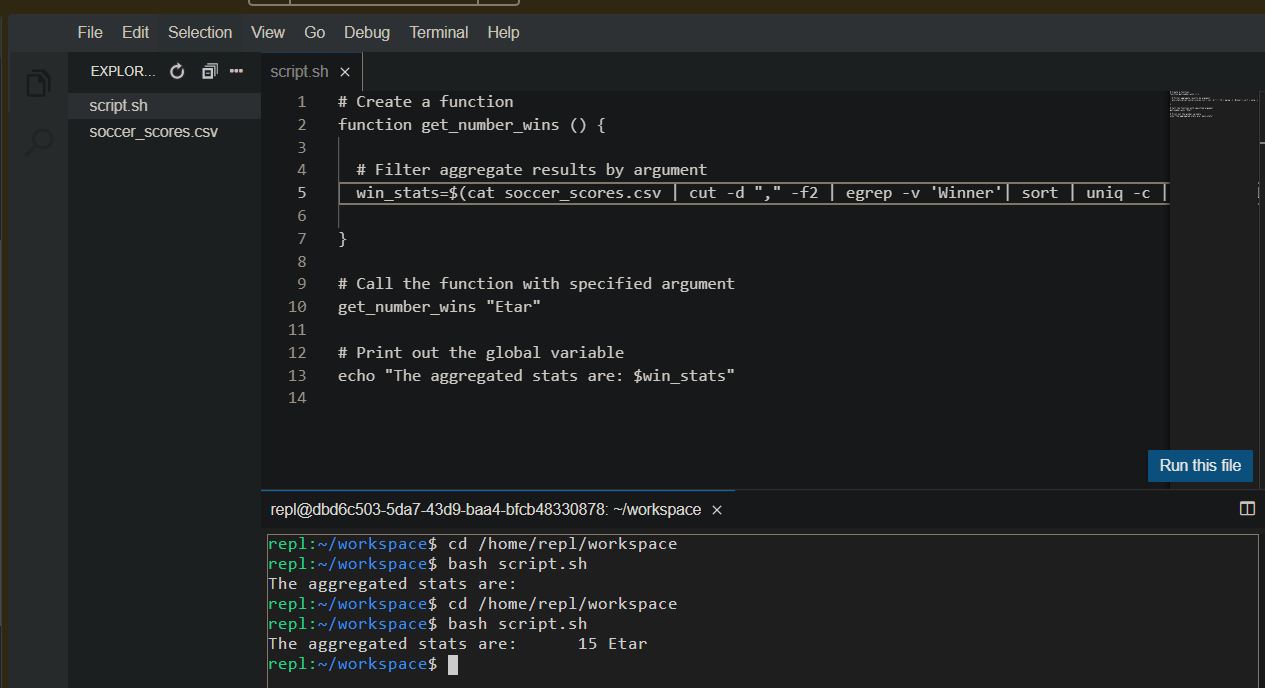 File Edit Selection View Go Debug Terminal Help
EXPLOR... script.sh
script.sh
soccer_scores.csv
1 # Create a function
2 function get_number_wins () {
3
4 # Filter aggregate results by argument
5 win_stats=$(cat soccer_scores.csv | cut -d "," -f2 | egrep -v 'Winner'| sort | uniq -c |
6
7 }
8
9 # Call the function with specified argument
10 get_number_wins "Etar"
11
12 # Print out the global variable
13 echo "The aggregated stats are: $win_stats"
14
Run this file
repl@dbd6c503-5da7-43d9-baa4-bfcb48330878: ~/workspace
repl:~/workspace$ cd /home/repl/workspace
repl:~/workspace$ bash script.sh
The aggregated stats are:
repl:~/workspace$ cd /home/repl/workspace
repl:~/workspace$ bash script.sh
The aggregated stats are:      15 Etar
repl:~/workspace$